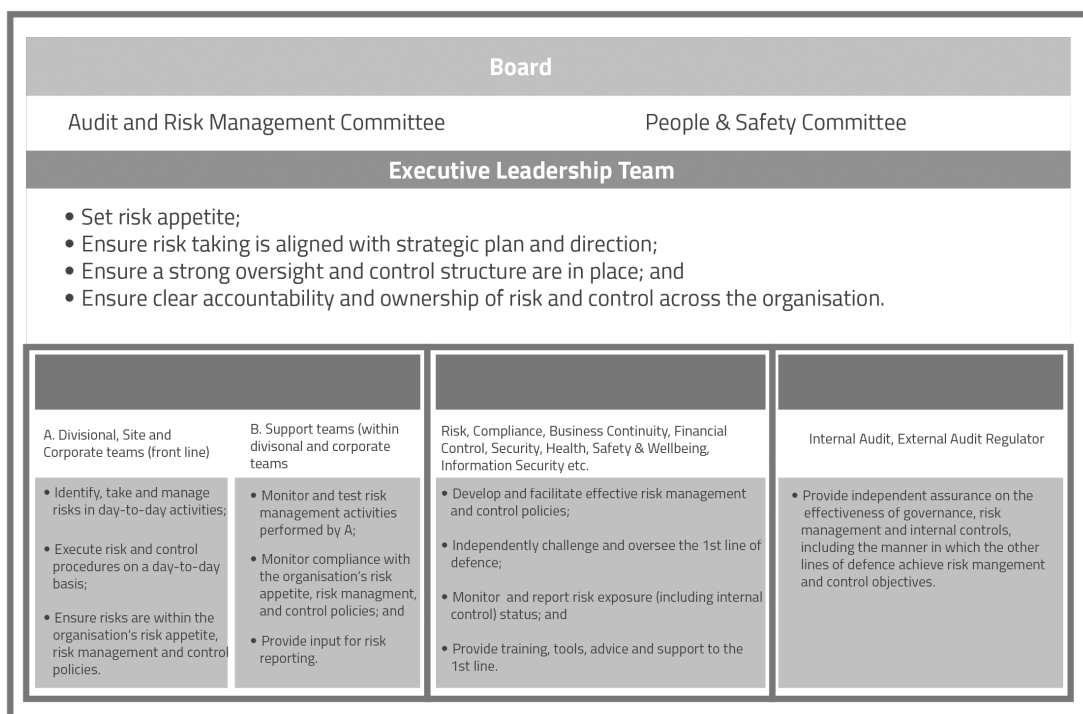 Board
Audit and Risk Management Committee
People & Safety Committee
Executive Leadership Team
• Set risk appetite;
• Ensure risk taking is aligned with strategic plan and direction;
• Ensure a strong oversight and control structure are in place; and
• Ensure clear accountability and ownership of risk and control across the organisation.
A. Divisional, Site and
Corporate teams (front line)
• Identify, take and manage
risks in day-to-day activities;
• Execute risk and control
procedures on a day-to-day
basis;
• Ensure risks are within the
organisation's risk appetite,
risk management and control
policies.
B. Support teams (within
divisonal and corporate
teams
• Monitor and test risk
management activities
performed by A;
• Monitor compliance with
the organisation's risk
appetite, risk managment,
and control policies; and
• Provide input for risk
reporting.
Risk, Compliance, Business Continuity, Financial
Control, Security, Health, Safety & Wellbeing,
Information Security etc.
• Develop and facilitate effective risk management
and control policies;
• Independently challenge and oversee the 1st line of
defence;
• Monitor and report risk exposure (including internal
control) status; and
• Provide training, tools, advice and support to the
1st line.
Internal Audit, External Audit Regulator
• Provide independent assurance on the
effectiveness of governance, risk
management and internal controls,
including the manner in which the other
lines of defence achieve risk mangement
and control objectives.